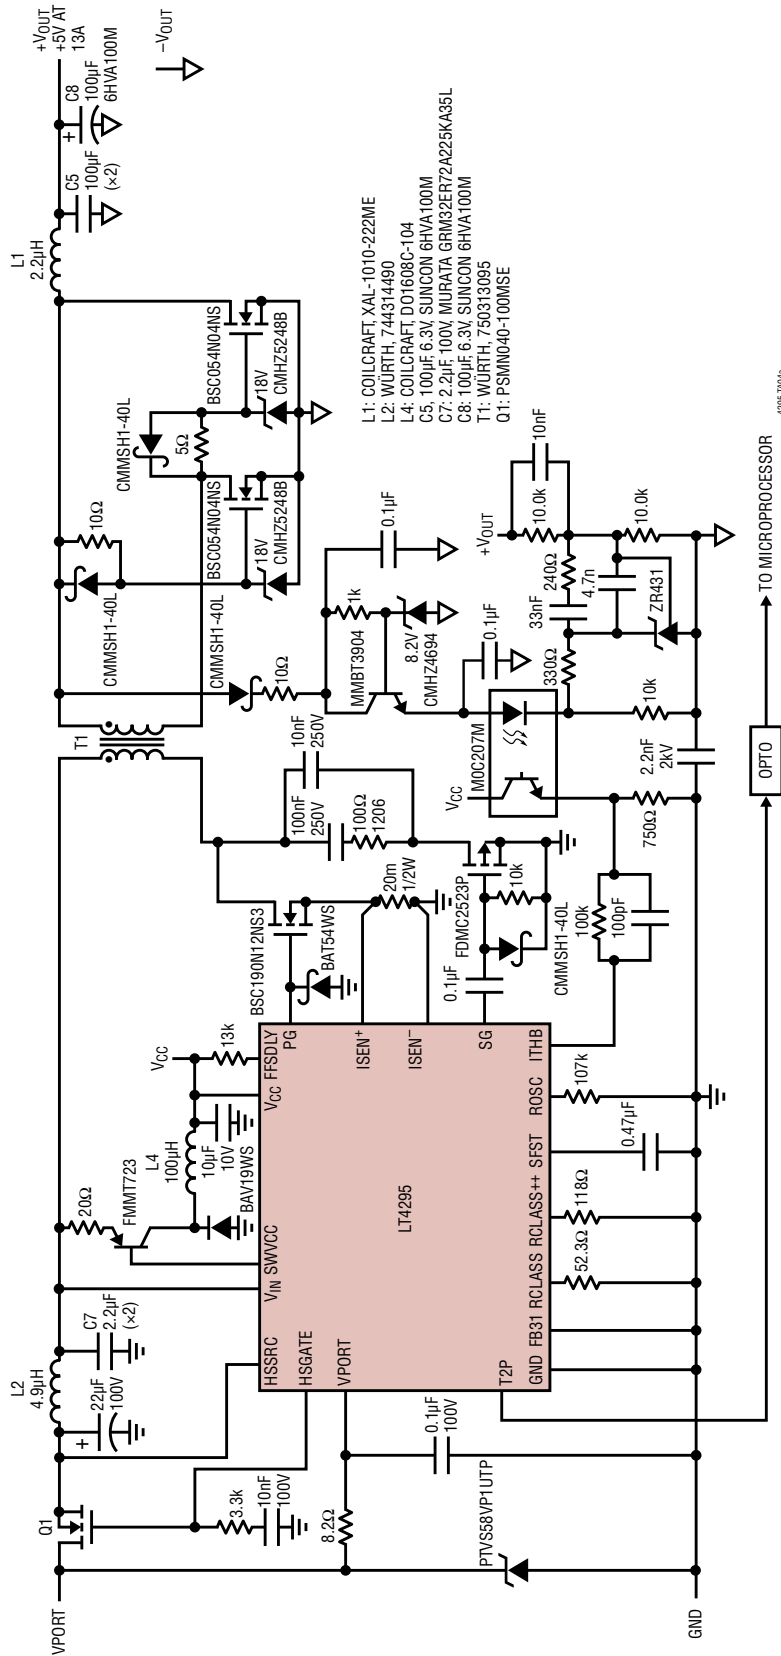 +VOUT
+5V AT
13A
–VOUT
C8
100µF
6HVA100M
+
C5
100µF
(×2)
L1
2.2µH
BSC054N04NS
18V
CMHZ5248B
CMMSH1-40L
5Ω
BSC054N04NS
18V
CMHZ5248B
10Ω
CMMSH1-40L
CMMSH1-40L
10Ω
T1
L1: COILCRAFT, XAL-1010-222ME
L2: WÜRTH, 744314490
L4: COILCRAFT, DO1608C-104
C5, 100µF, 6.3V, SUNCON 6HVA100M
C7: 2.2µF, 100V, MURATA GRM32ER72A225KA35L
C8: 100µF, 6.3V, SUNCON 6HVA100M
T1: WÜRTH, 750313095
Q1: PSMN040-100MSE
0.1µF
1k
MMBT3904
8.2V
CMHZ4694
0.1µF
+VOUT
10nF
10.0k
10.0k
240Ω
33nF
4.7n
ZR431
330Ω
10k
MOC207M
VCC
2.2nF
2kV
750Ω
10nF
250V
100nF
250V
100Ω
1206
FDMC2523P
10k
CMMSH1-40L
0.1µF
100k
100pF
20m
1/2W
BSC190N12NS3
BAT54WS
VCC
13k
L4
100µH
10µF
10V
BAV19WS
FMMT723
20Ω
C7
2.2µF
(×2)
L2
4.9µH
22µF
100V
+
Q1
VPORT
3.3k
10nF
100V
8.2Ω
0.1µF
100V
PTVS58VP1UTP
GND
LT4295
HSSRC
VIN
SWVCC
VCC
FFSDLY
HSGATE
VPORT
T2P
PG
ISEN+
ISEN–
SG
ITHB
GND
FB31
RCLASS
RCLASS++
SFST
ROSC
52.3Ω
118Ω
0.47µF
107k
OPTO
TO MICROPROCESSOR